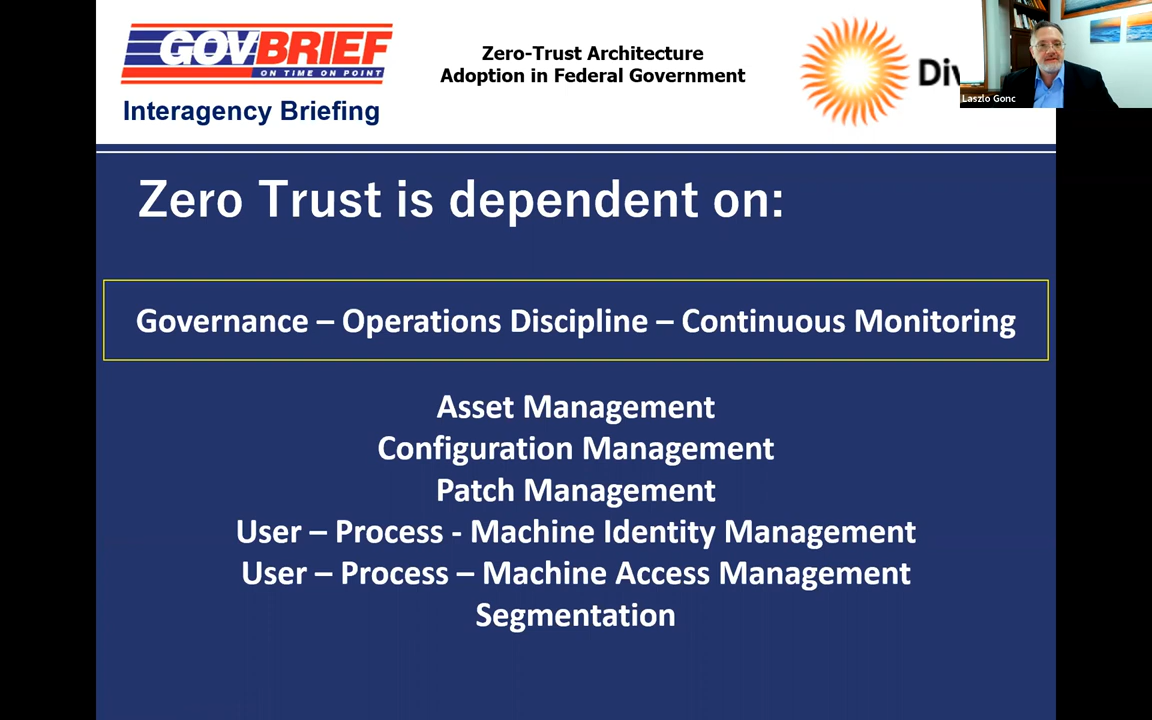 GOVBRIEF
ON TIME ON POINT
Interagency Briefing
Zero-Trust Architecture
Adoption in Federal Government
Laszlo Gonc
Zero Trust is dependent on:
Governance – Operations Discipline – Continuous Monitoring
Asset Management
Configuration Management
Patch Management
User – Process - Machine Identity Management
User – Process – Machine Access Management
Segmentation